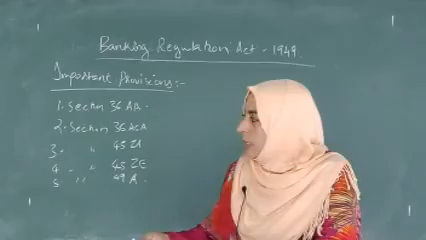 Banking Regulation Act - 1949.
Important Provisions :-
1. Section 36 AA.
2. Section 36 ACA
3. " " 45 ZA
4 - " " 45 ZE
5 " " 49 A.